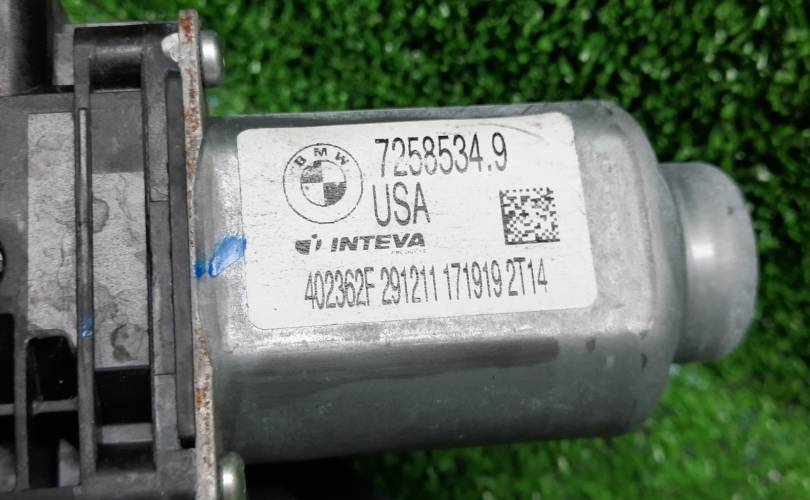 BMW
7258534.9
USA
INTEVA
402362F 291211 171919 2T14